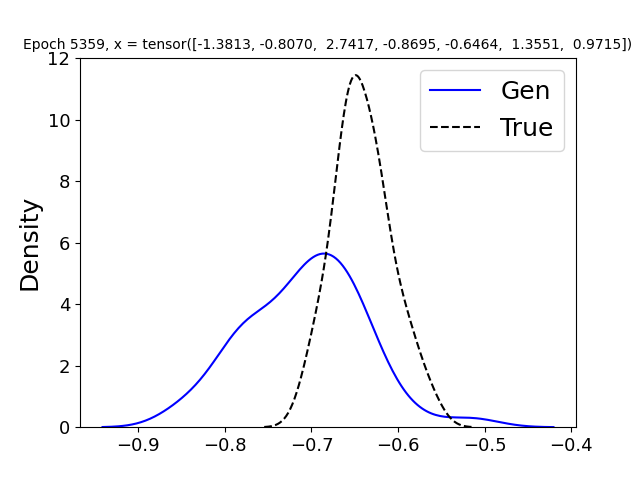 Epoch 5359, x = tensor([-1.3813, -0.8070,  2.7417, -0.8695, -0.6464,  1.3551,  0.9715])
12
10
8
6
4
2
0
Density
Gen
True
−0.9 −0.8 −0.7 −0.6 −0.5 −0.4